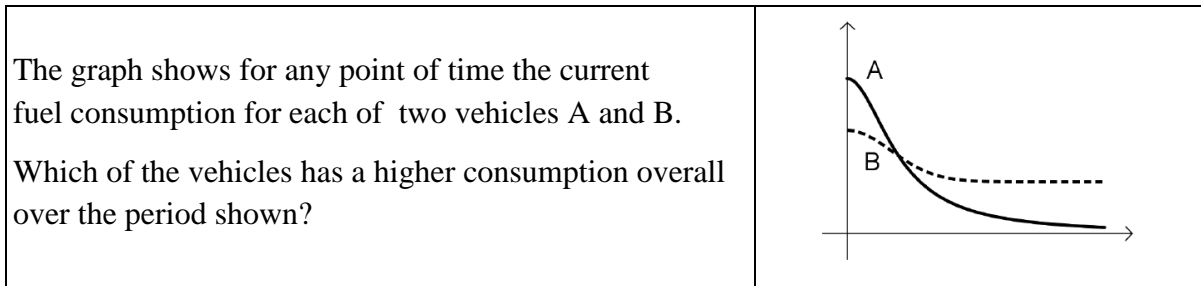 The graph shows for any point of time the current
fuel consumption for each of two vehicles A and B.
Which of the vehicles has a higher consumption overall
over the period shown?
A
B